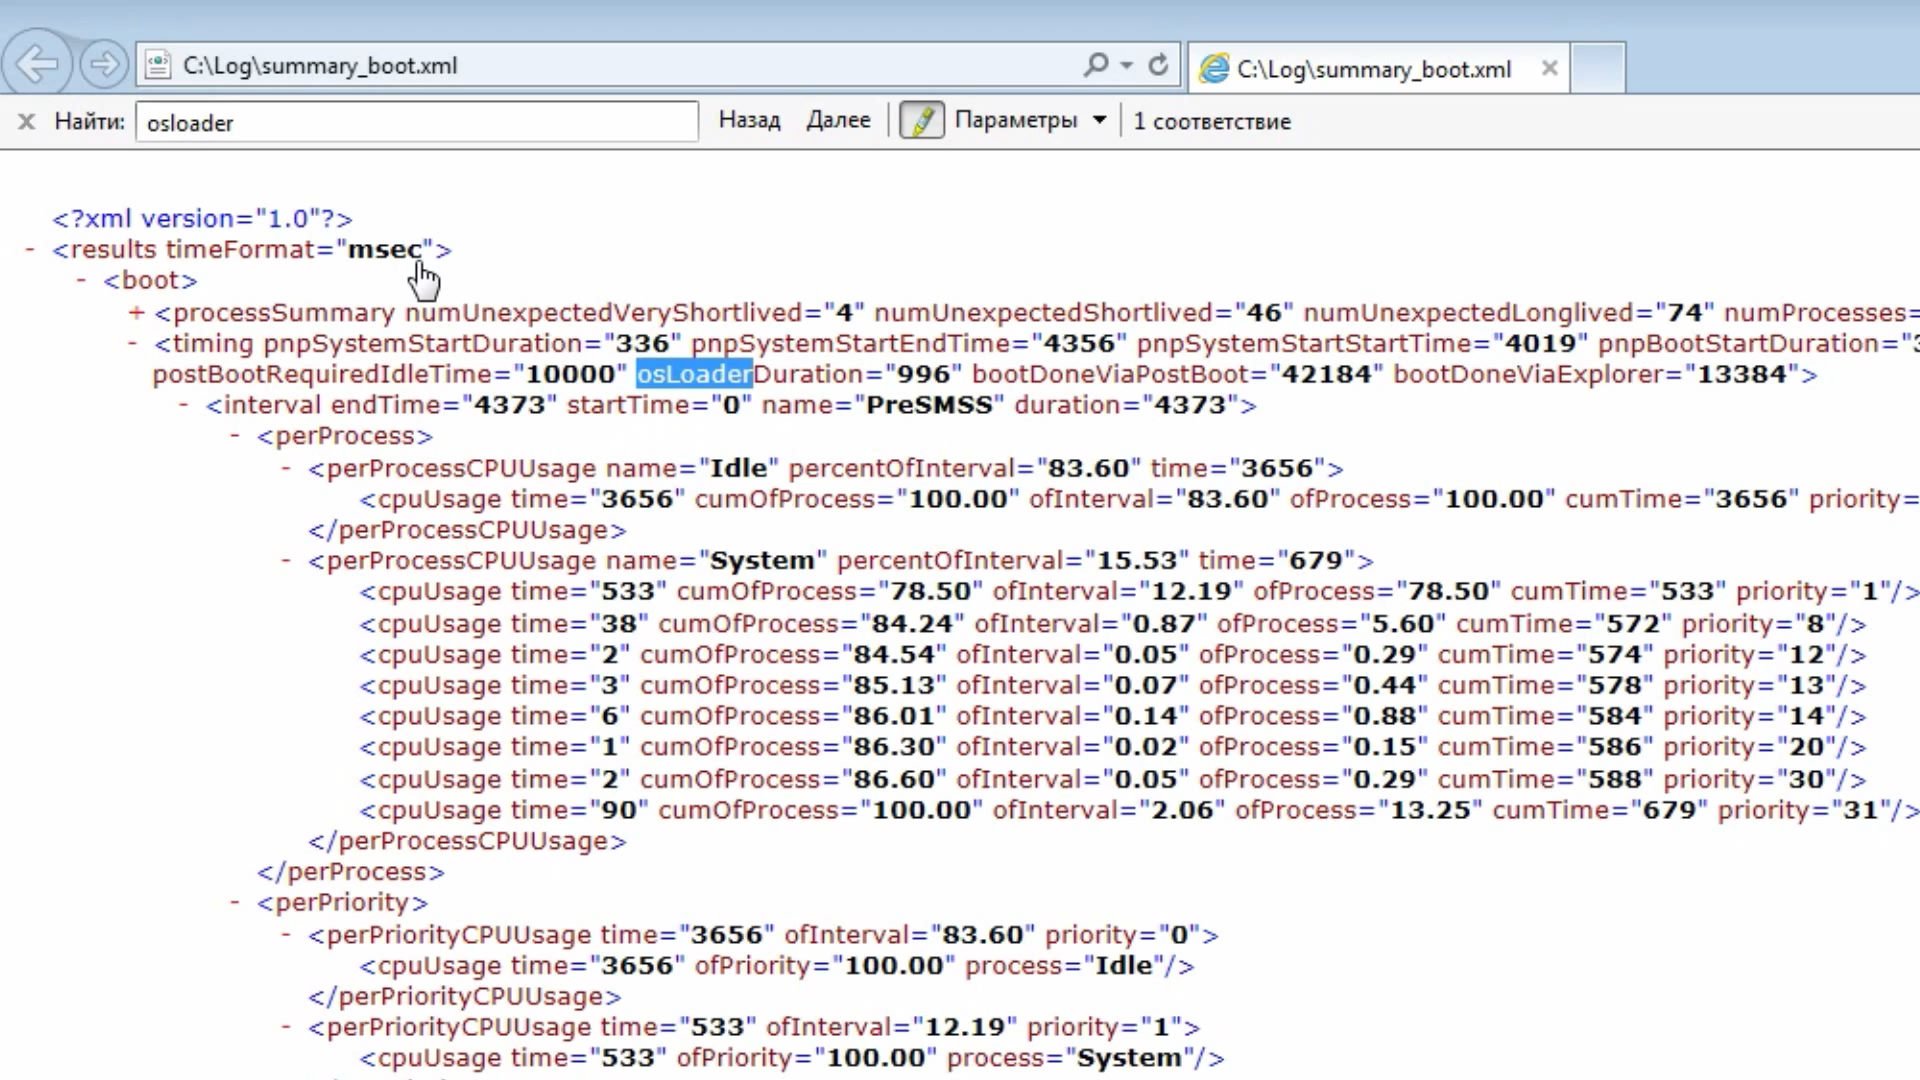 C:\Log\summary_boot.xml
C:\Log\summary_boot.xml
x Найти: osloader Назад Далее Параметры 1 соответствие
<?xml version="1.0"?>
- <results timeFormat="msec">
- <boot>
+ <processSummary numUnexpectedVeryShortlived="4" numUnexpectedShortlived="46" numUnexpectedLonglived="74" numProcesses=
- <timing pnpSystemStartDuration="336" pnpSystemStartEndTime="4356" pnpSystemStartStartTime="4019" pnpBootStartDuration="3
postBootRequiredIdleTime="10000" osLoaderDuration="996" bootDoneViaPostBoot="42184" bootDoneViaExplorer="13384">
- <interval endTime="4373" startTime="0" name="PreSMSS" duration="4373">
- <perProcess>
- <perProcessCPUUsage name="Idle" percentOfInterval="83.60" time="3656">
<cpuUsage time="3656" cumOfProcess="100.00" ofInterval="83.60" ofProcess="100.00" cumTime="3656" priority=
</perProcessCPUUsage>
- <perProcessCPUUsage name="System" percentOfInterval="15.53" time="679">
<cpuUsage time="533" cumOfProcess="78.50" ofInterval="12.19" ofProcess="78.50" cumTime="533" priority="1"/>
<cpuUsage time="38" cumOfProcess="84.24" ofInterval="0.87" ofProcess="5.60" cumTime="572" priority="8"/>
<cpuUsage time="2" cumOfProcess="84.54" ofInterval="0.05" ofProcess="0.29" cumTime="574" priority="12"/>
<cpuUsage time="3" cumOfProcess="85.13" ofInterval="0.07" ofProcess="0.44" cumTime="578" priority="13"/>
<cpuUsage time="6" cumOfProcess="86.01" ofInterval="0.14" ofProcess="0.88" cumTime="584" priority="14"/>
<cpuUsage time="1" cumOfProcess="86.30" ofInterval="0.02" ofProcess="0.15" cumTime="586" priority="20"/>
<cpuUsage time="2" cumOfProcess="86.60" ofInterval="0.05" ofProcess="0.29" cumTime="588" priority="30"/>
<cpuUsage time="90" cumOfProcess="100.00" ofInterval="2.06" ofProcess="13.25" cumTime="679" priority="31"/>
</perProcessCPUUsage>
</perProcess>
- <perPriority>
- <perPriorityCPUUsage time="3656" ofInterval="83.60" priority="0">
<cpuUsage time="3656" ofPriority="100.00" process="Idle"/>
</perPriorityCPUUsage>
- <perPriorityCPUUsage time="533" ofInterval="12.19" priority="1">
<cpuUsage time="533" ofPriority="100.00" process="System"/>